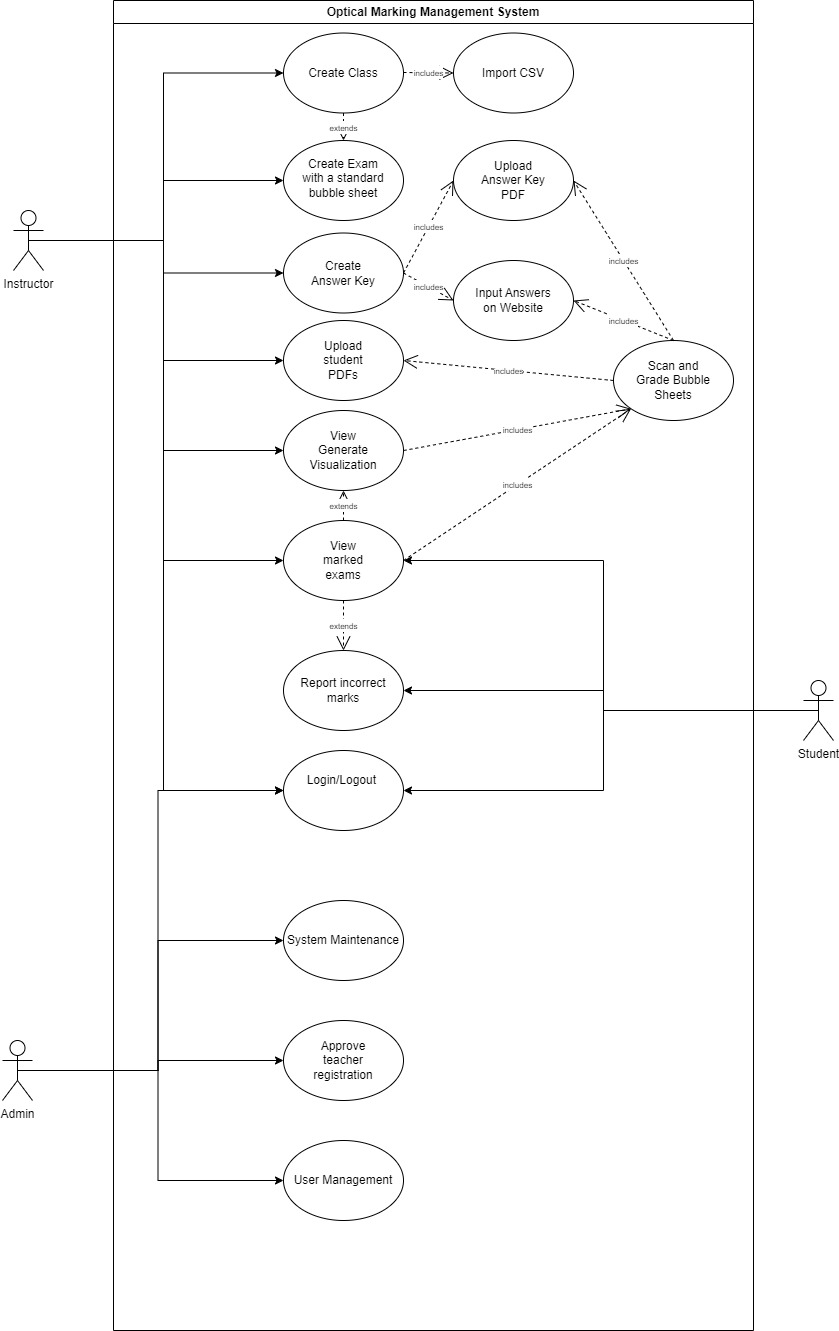 Optical Marking Management System
Create Class
includes
Import CSV
extends
Create Exam
with a standard
bubble sheet
Upload
Answer Key
PDF
includes
includes
Instructor
Create
Answer Key
includes
Input Answers
on Website
includes
Upload
student
PDFs
includes
Scan and
Grade Bubble
Sheets
View
Generate
Visualization
includes
extends
includes
View
marked
exams
extends
Report incorrect
marks
Student
Login/Logout
System Maintenance
Admin
Approve
teacher
registration
User Management